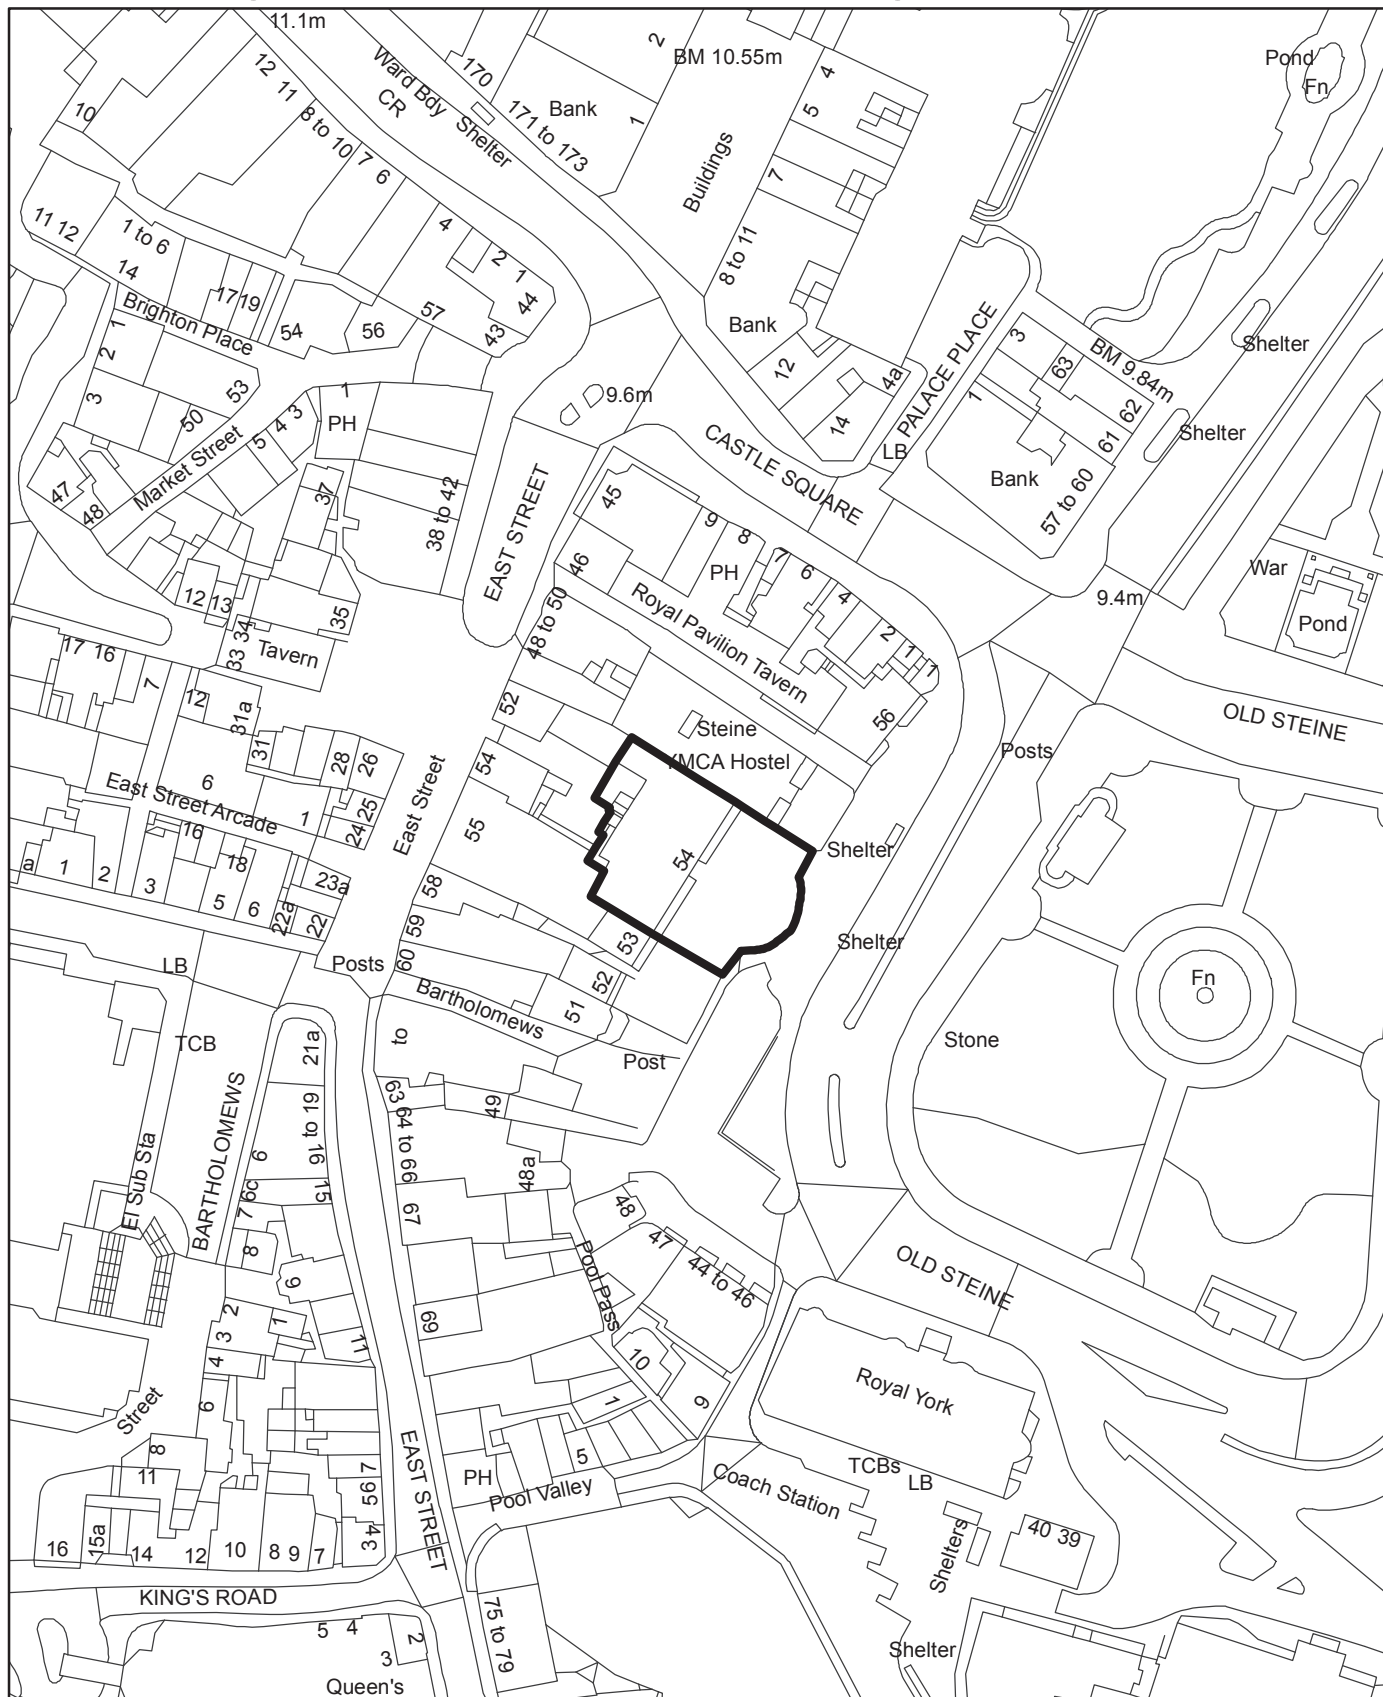 11.1m
Ward Bdy
CR
Shelter
170
171 to 173
Bank
2
1
BM 10.55m
4
5
7
Buildings
8 to 11
Bank
12
14
4a
Pond
Fn
12
11
8 to 10
7
6
4
2
1
44
43
57
56
54
10
11 12
1 to 6
14
17
19
Brighton Place
1
2
3
53
50
Market Street
5
4
3
1
PH
47
48
37
38 to 42
9.6m
EAST STREET
CASTLE SQUARE
LB
PALACE PLACE
3
63
BM 9.84m
62
61
57 to 60
1
Bank
Shelter
Shelter
War
Pond
9.4m
45
46
9
8
PH
7
6
4
2
1
1
56
Royal Pavilion Tavern
48 to 50
52
54
55
58
59
60
Steine
YMCA Hostel
54
53
52
51
Bartholomews
Post
Posts
OLD STEINE
Shelter
Shelter
Fn
Stone
12
13
33
34
35
Tavern
17
16
7
12
31a
31
28
26
6
East Street Arcade
1
25
24
16
18
23a
22a
22
a
1
2
3
5
6
East Street
Posts
LB
TCB
BARTHOLOMEWS
El Sub Sta
21a
16 to 19
15
6
6c
7
8
9
11
2
3
4
1
6
Street
8
11
16
15a
14
12
10
8
9
7
7
56
34
KING'S ROAD
5
4
3
2
Queen's
to
63
64 to 66
67
69
49
48a
48
47
44 to 46
Pool Pass
10
9
1
5
PH
Pool Valley
EAST STREET
75 to 79
OLD STEINE
Royal York
Coach Station
TCBs
LB
Shelters
40 39
Shelter